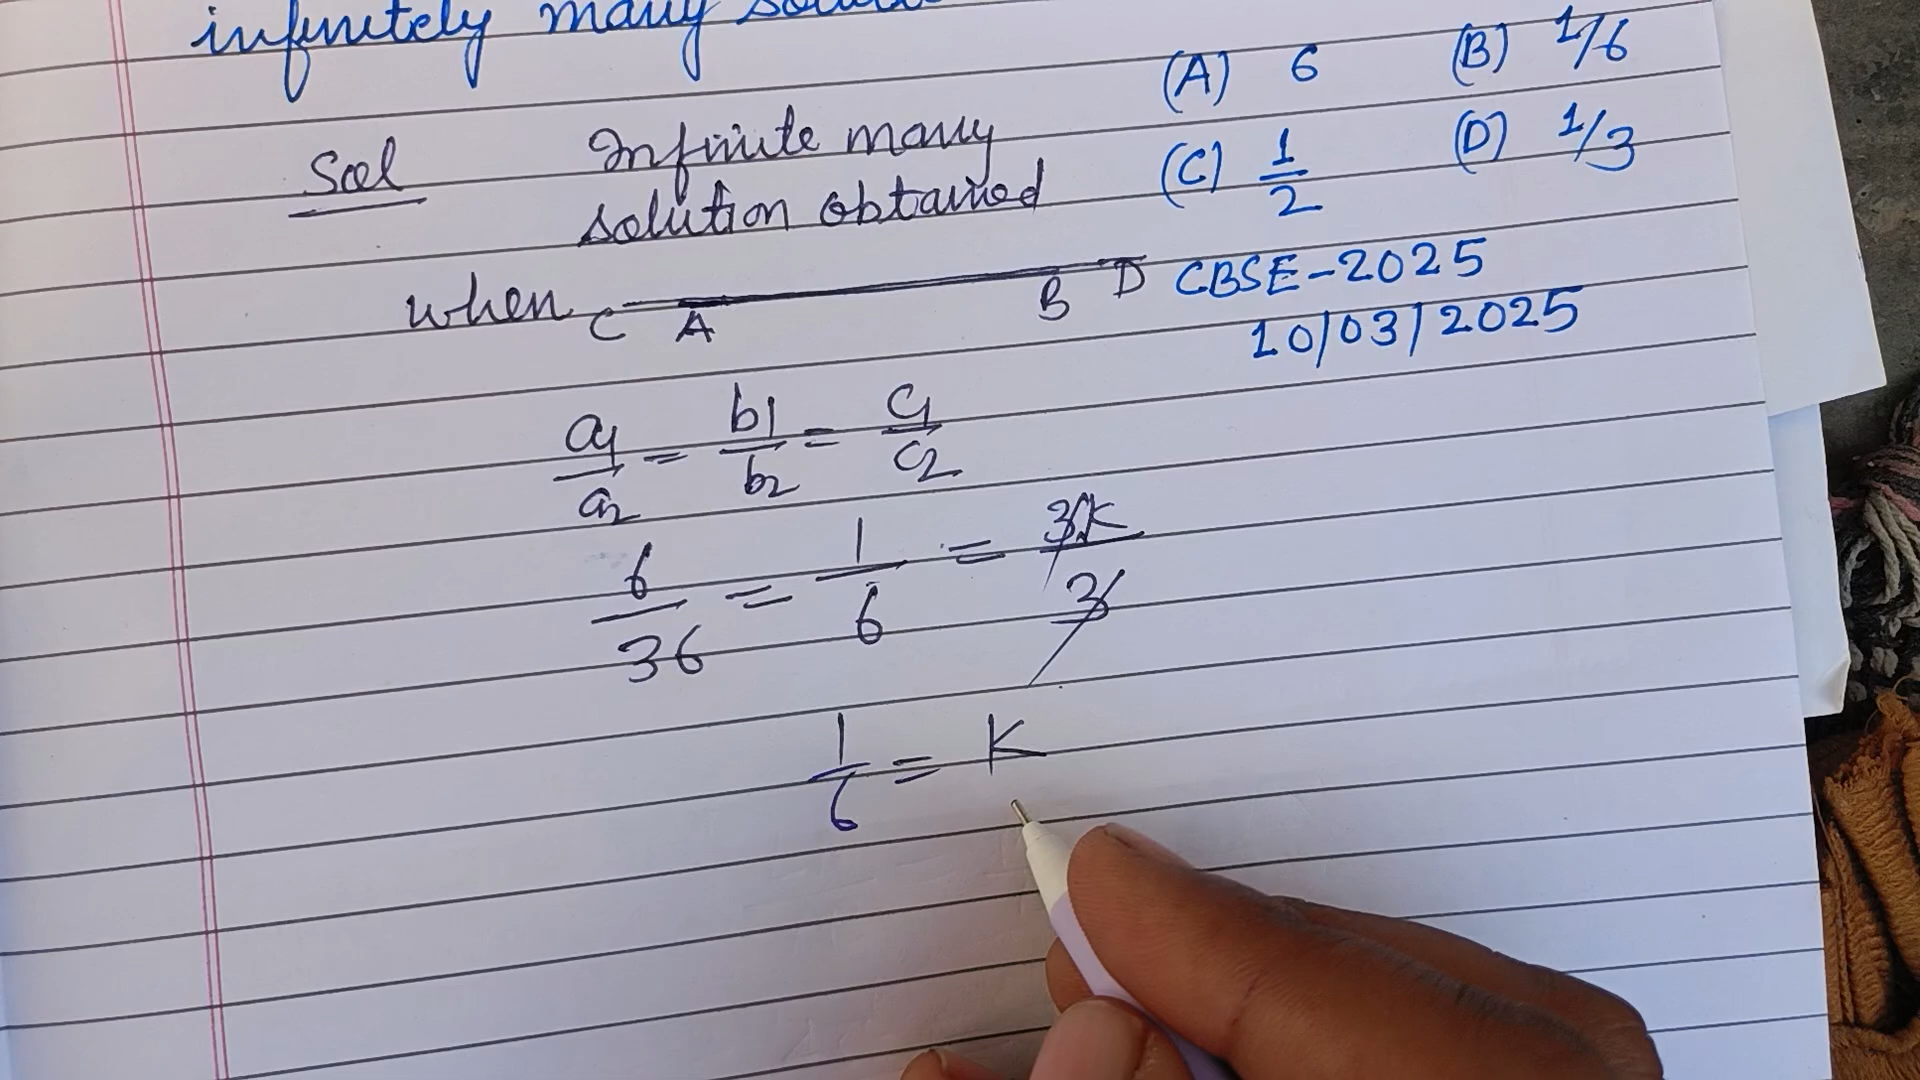 infinitely many
(A) 6 (B) 1/6
Sol Infinite many
(C) 1/2 (D) 1/3
solution obtained
when C A B D CBSE-2025
10/03/2025
a1/a2 = b1/b2 = c1/c2
6/36 = 1/6 = 3k/3
1/6 = K